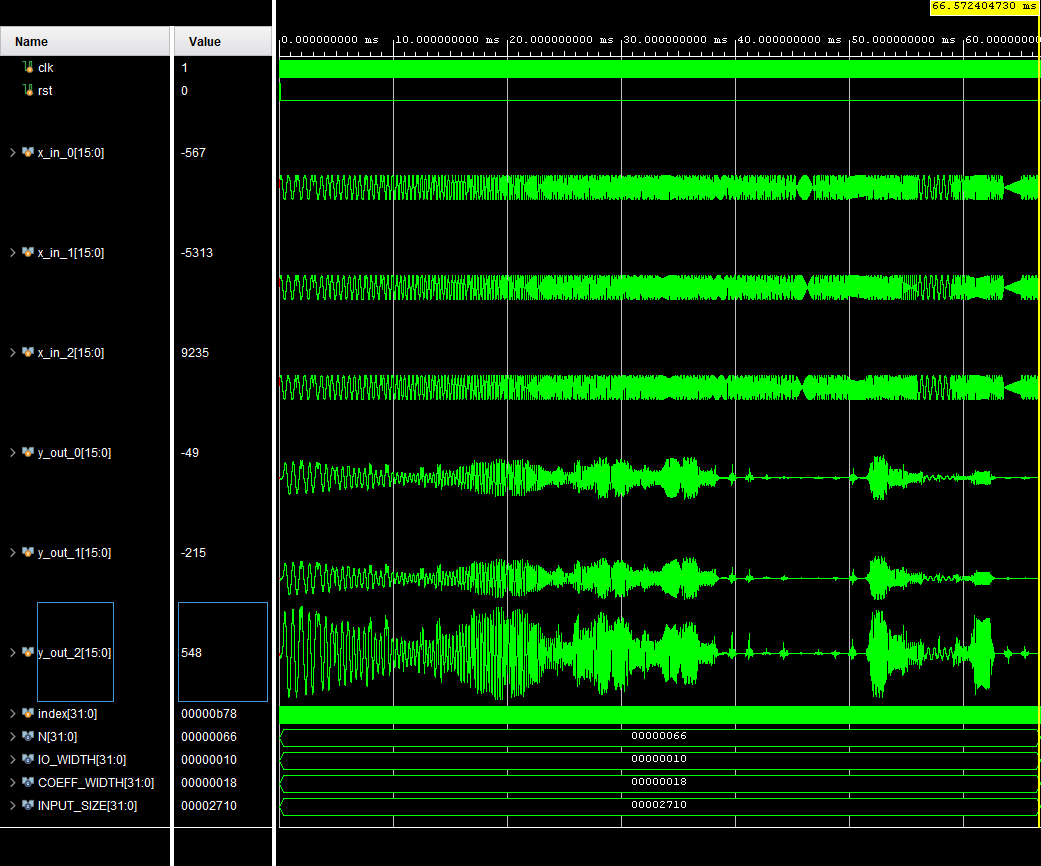 66.572404730 ms
Name Value
0.000000000 ms 10.000000000 ms 20.000000000 ms 30.000000000 ms 40.000000000 ms 50.000000000 ms 60.00000000
clk 1
rst 0
x_in_0[15:0] -567
x_in_1[15:0] -5313
x_in_2[15:0] 9235
y_out_0[15:0] -49
y_out_1[15:0] -215
y_out_2[15:0] 548
index[31:0] 00000b78
N[31:0] 00000066 00000066
IO_WIDTH[31:0] 00000010 00000010
COEFF_WIDTH[31:0] 00000018 00000018
INPUT_SIZE[31:0] 00002710 00002710